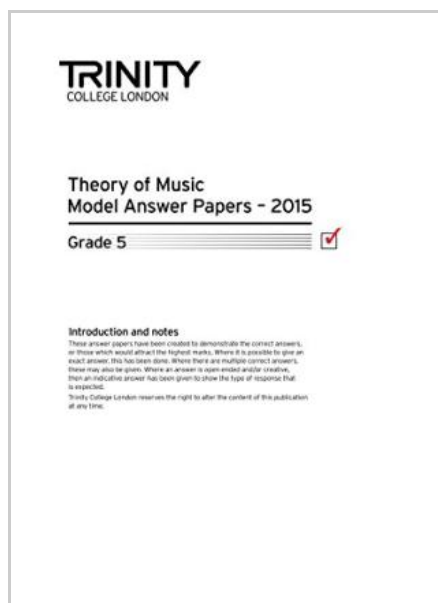 TRINITY
COLLEGE LONDON
Theory of Music
Model Answer Papers – 2015
Grade 5
Introduction and notes
These answer papers have been created to demonstrate the correct answers,
or those which would attract the highest marks. Where it is possible to give an
exact answer, this has been done. Where there are multiple correct answers,
these may also be given. Where an answer is open ended and/or creative,
then an indicative answer has been given to show the type of response that
is expected.
Trinity College London reserves the right to alter the content of this publication
at any time.